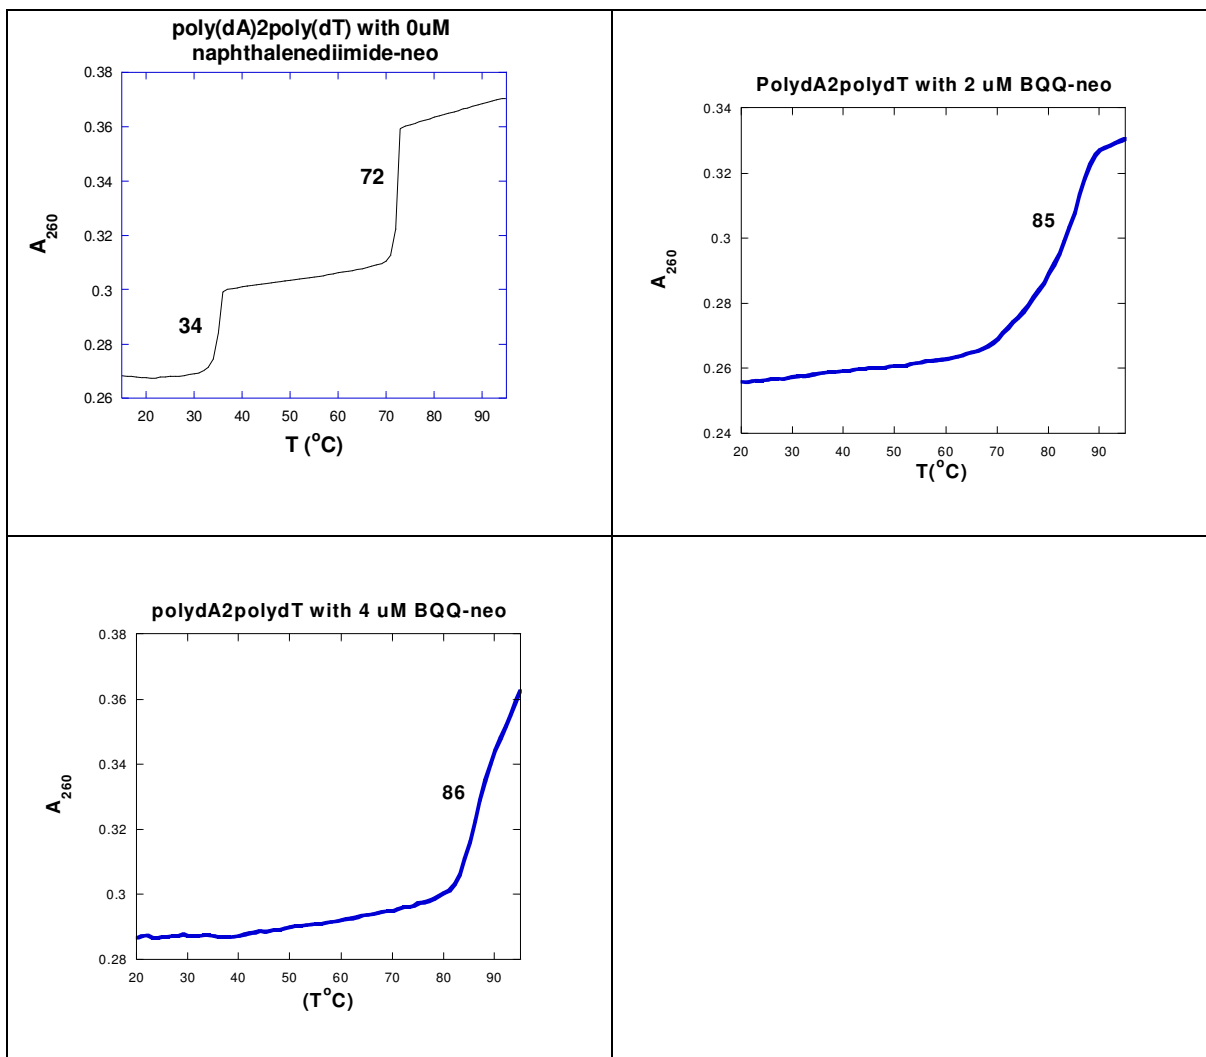 poly(dA)2poly(dT) with 0uM
naphthalenediimide-neo
0.38
0.36
0.34
0.32
0.3
0.28
0.26
A260
72
34
20 30 40 50 60 70 80 90
T (°C)
PolydA2polydT with 2 uM BQQ-neo
0.34
0.32
0.3
0.28
0.26
0.24
A260
85
20 30 40 50 60 70 80 90
T(°C)
polydA2polydT with 4 uM BQQ-neo
0.38
0.36
0.34
0.32
0.3
0.28
A260
86
20 30 40 50 60 70 80 90
(T°C)